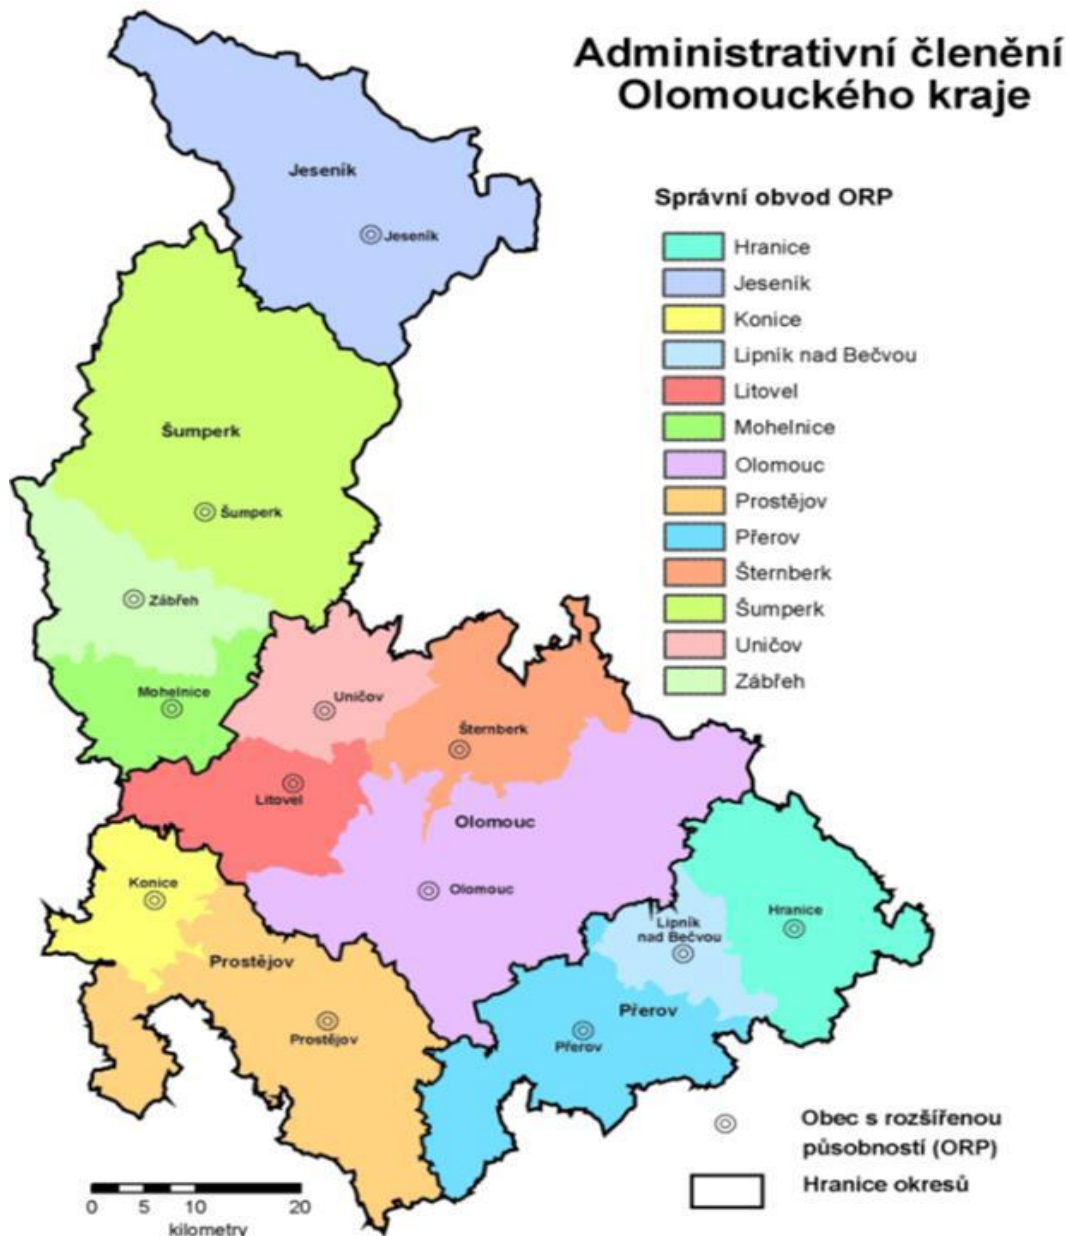 Administrativní členění
Olomouckého kraje
Správní obvod ORP
Hranice
Jeseník
Konice
Lipník nad Bečvou
Litovel
Mohelnice
Olomouc
Prostějov
Přerov
Šternberk
Šumperk
Uničov
Zábřeh
Jeseník
Jeseník
Šumperk
Šumperk
Zábřeh
Mohelnice
Uničov
Šternberk
Litovel
Olomouc
Olomouc
Konice
Lipník
nad Bečvou
Hranice
Prostějov
Prostějov
Přerov
Přerov
Obec s rozšířenou
působností (ORP)
Hranice okresů
0 5 10 20
kilometry